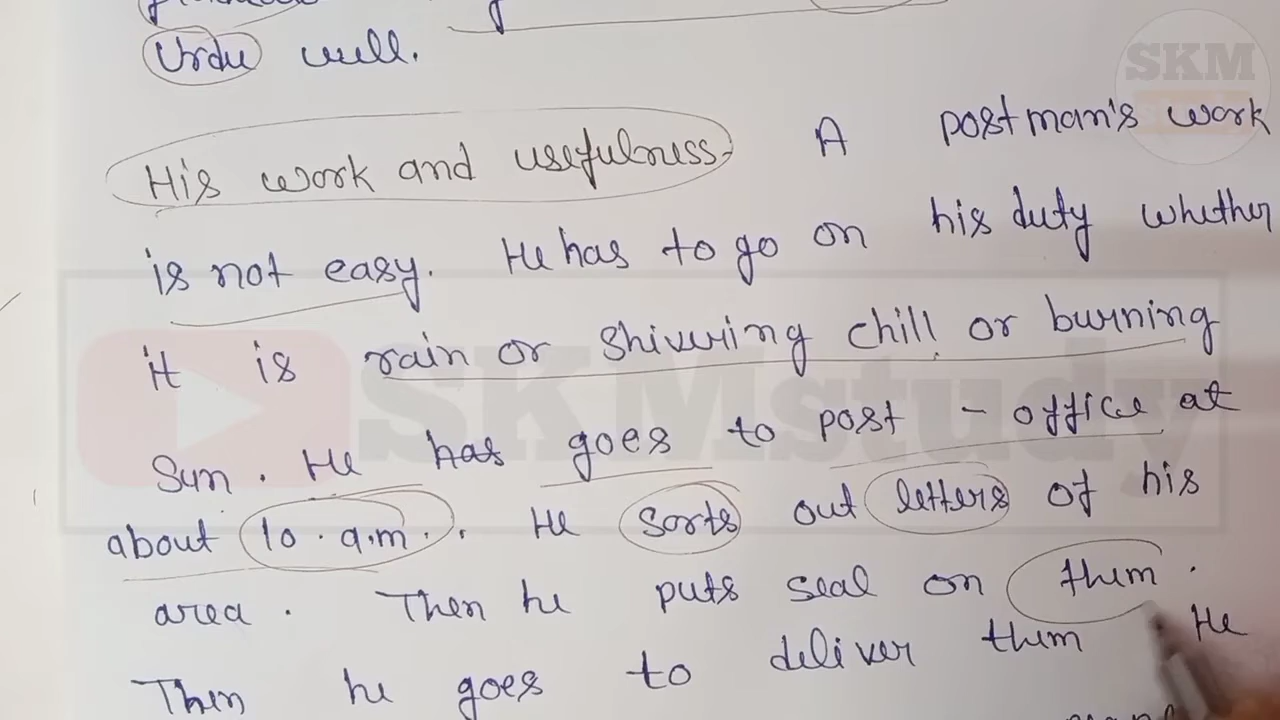 Urdu well.
SKM
His work and usefulness- A postman's work
is not easy. He has to go on his duty whether
it is rain or shivering chill or burning
SKMstudy
Sun. He has goes to post - office at
about 10. a.m.. He sorts out letters of his
area. Then he puts seal on them.
Then he goes to deliver them. He